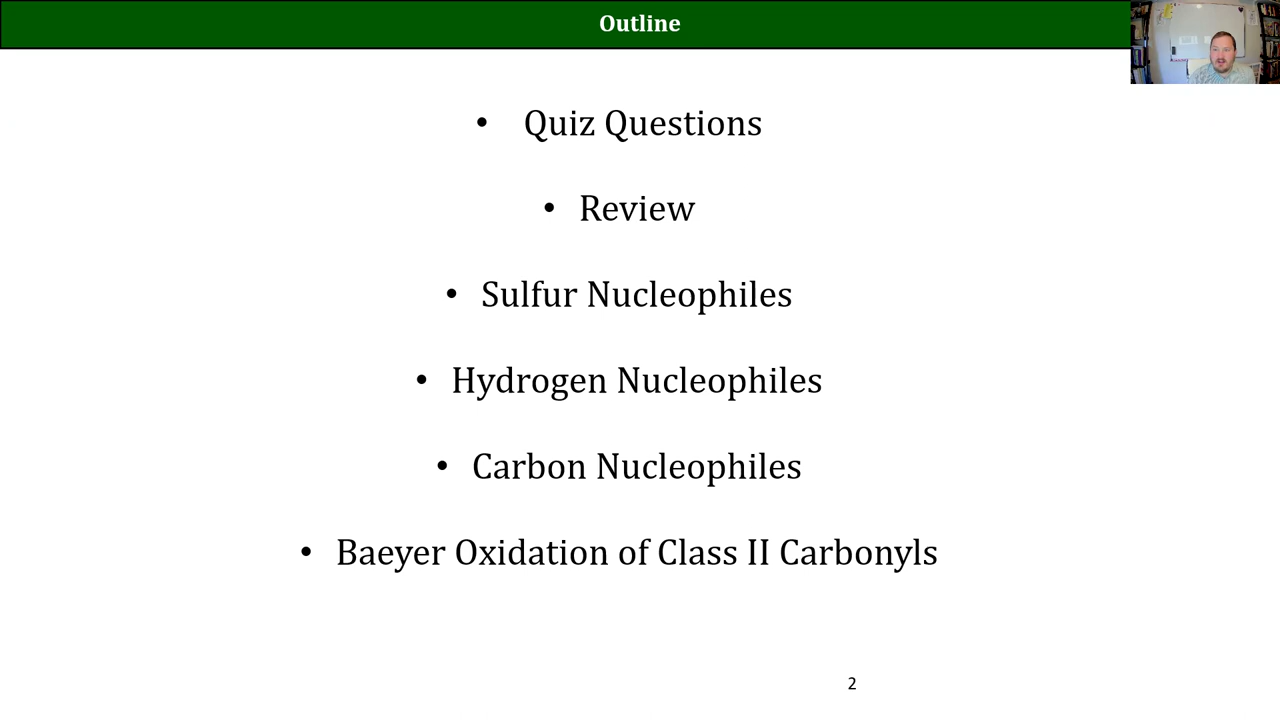 Outline
• Quiz Questions
• Review
• Sulfur Nucleophiles
• Hydrogen Nucleophiles
• Carbon Nucleophiles
• Baeyer Oxidation of Class II Carbonyls
2